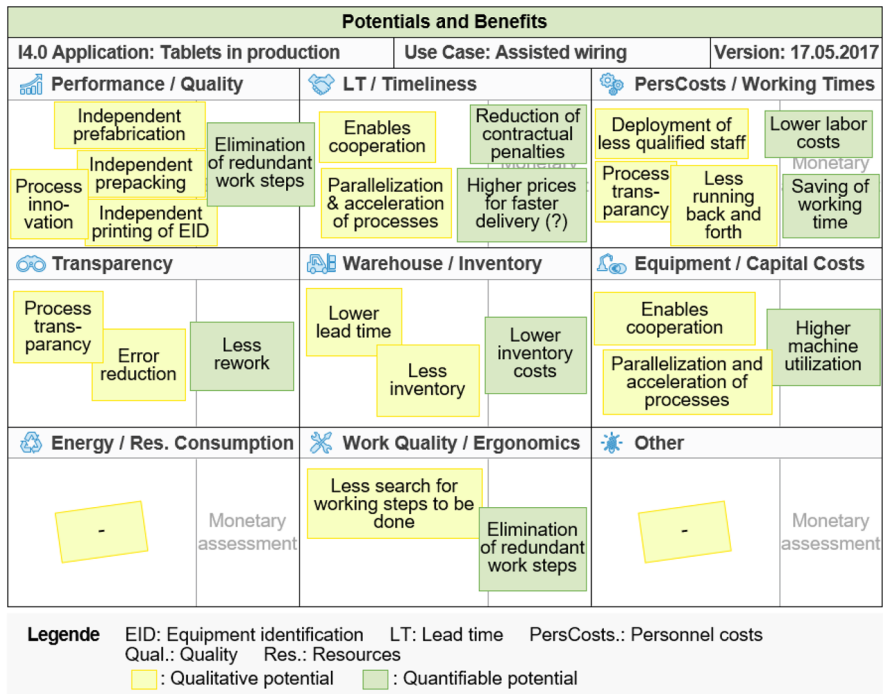 Potentials and Benefits
I4.0 Application: Tablets in production
Use Case: Assisted wiring
Version: 17.05.2017
Performance / Quality
Independent
prefabrication
Independent
prepacking
Process
inno-
vation
Independent
printing of EID
Elimination
of redundant
work steps
LT / Timeliness
Enables
cooperation
Parallelization
& acceleration
of processes
Reduction of
contractual
penalties
Monetary
Higher prices
for faster
delivery (?)
PersCosts / Working Times
Deployment of
less qualified staff
Process
trans-
parancy
Less
running
back and
forth
Lower labor
costs
Monetary
Saving of
working
time
Transparency
Process
trans-
parancy
Error
reduction
Less
rework
Warehouse / Inventory
Lower
lead time
Less
inventory
Lower
inventory
costs
Equipment / Capital Costs
Enables
cooperation
Parallelization and
acceleration of
processes
Higher
machine
utilization
Energy / Res. Consumption
-
Monetary
assessment
Work Quality / Ergonomics
Less search for
working steps to be
done
Elimination
of redundant
work steps
Other
-
Monetary
assessment
Legende
EID: Equipment identification LT: Lead time PersCosts.: Personnel costs
Qual.: Quality Res.: Resources
: Qualitative potential : Quantifiable potential